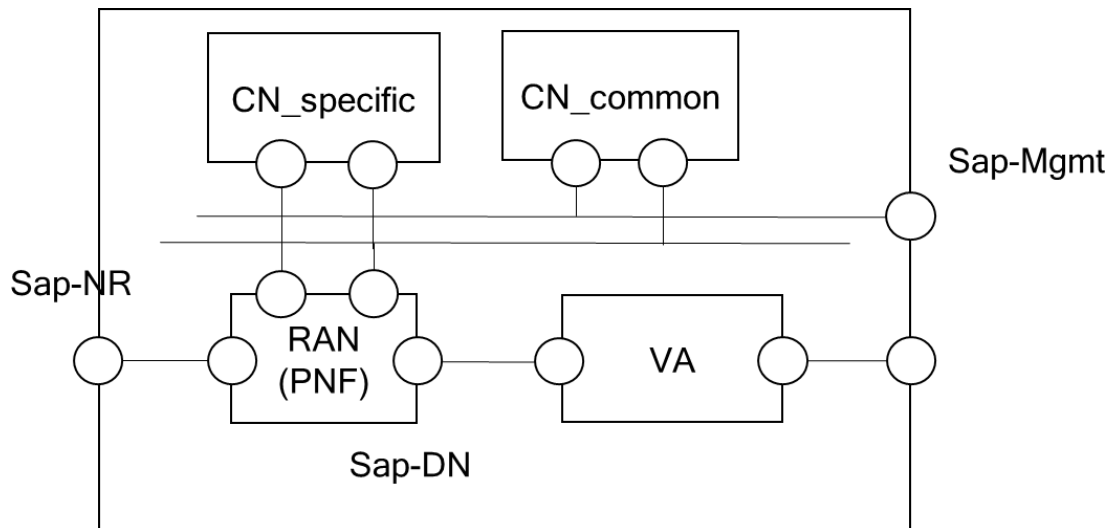 CN_specific
CN_common
Sap-Mgmt
Sap-NR
RAN
(PNF)
VA
Sap-DN